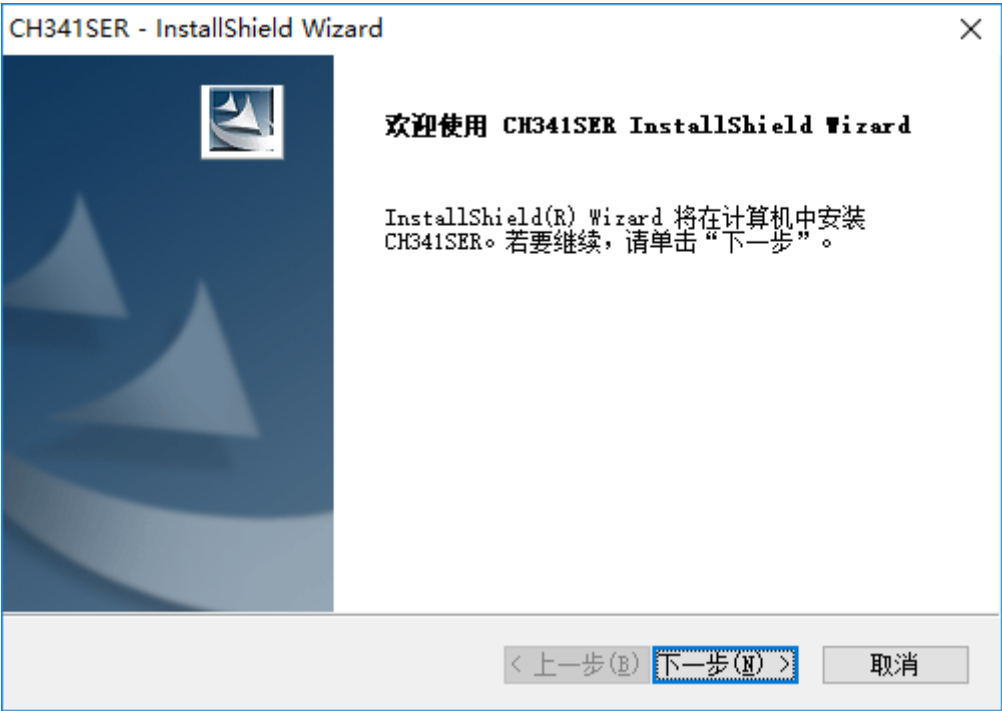 CH341SER - InstallShield Wizard
欢迎使用 CH341SER InstallShield Wizard
InstallShield(R) Wizard 将在计算机中安装
CH341SER。若要继续，请单击“下一步”。
< 上一步(B) 下一步(N) > 取消